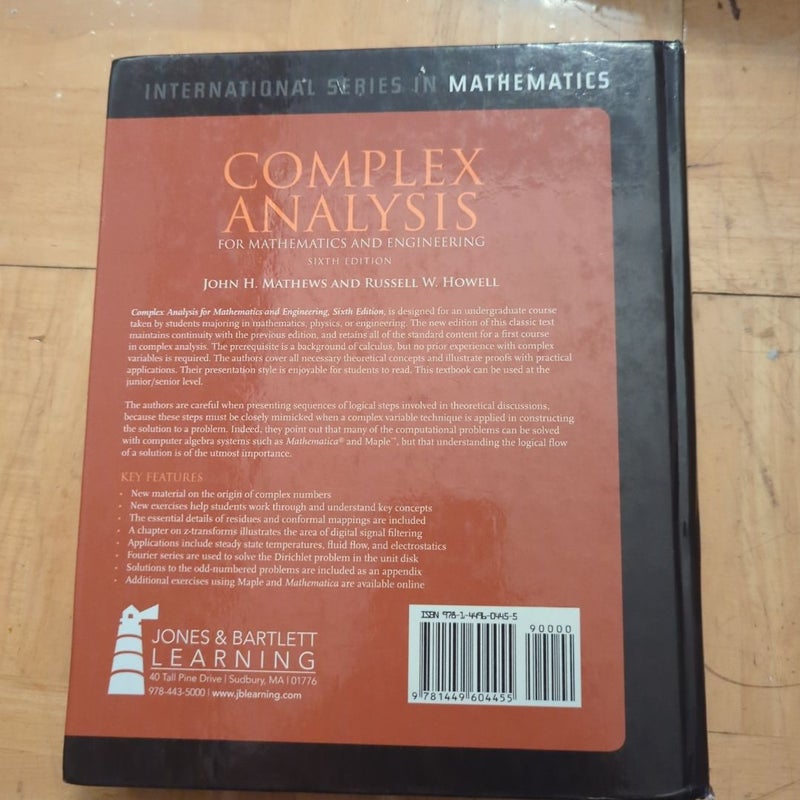 INTERNATIONAL SERIES IN MATHEMATICS
COMPLEX
ANALYSIS
FOR MATHEMATICS AND ENGINEERING
SIXTH EDITION
JOHN H. MATHEWS AND RUSSELL W. HOWELL
Complex Analysis for Mathematics and Engineering, Sixth Edition, is designed for an undergraduate course
taken by students majoring in mathematics, physics, or engineering. The new edition of this classic text
maintains continuity with the previous edition, and retains all of the standard content for a first course
in complex analysis. The prerequisite is a background of calculus, but no prior experience with complex
variables is required. The authors cover all necessary theoretical concepts and illustrate proofs with practical
applications. Their presentation style is enjoyable for students to read. This textbook can be used at the
junior/senior level.
The authors are careful when presenting sequences of logical steps involved in theoretical discussions,
because these steps must be closely mimicked when a complex variable technique is applied in constructing
the solution to a problem. Indeed, they point out that many of the computational problems can be solved
with computer algebra systems such as Mathematica® and Maple™, but that understanding the logical flow
of a solution is of the utmost importance.
KEY FEATURES
• New material on the origin of complex numbers
• New exercises help students work through and understand key concepts
• The essential details of residues and conformal mappings are included
• A chapter on z-transforms illustrates the area of digital signal filtering
• Applications include steady state temperatures, fluid flow, and electrostatics
• Fourier series are used to solve the Dirichlet problem in the unit disk
• Solutions to the odd-numbered problems are included as an appendix
• Additional exercises using Maple and Mathematica are available online
JONES & BARTLETT
LEARNING
40 Tall Pine Drive | Sudbury, MA | 01776
978-443-5000 | www.jblearning.com
ISBN 978-1-4496-0445-5
90000
9 781449 604455